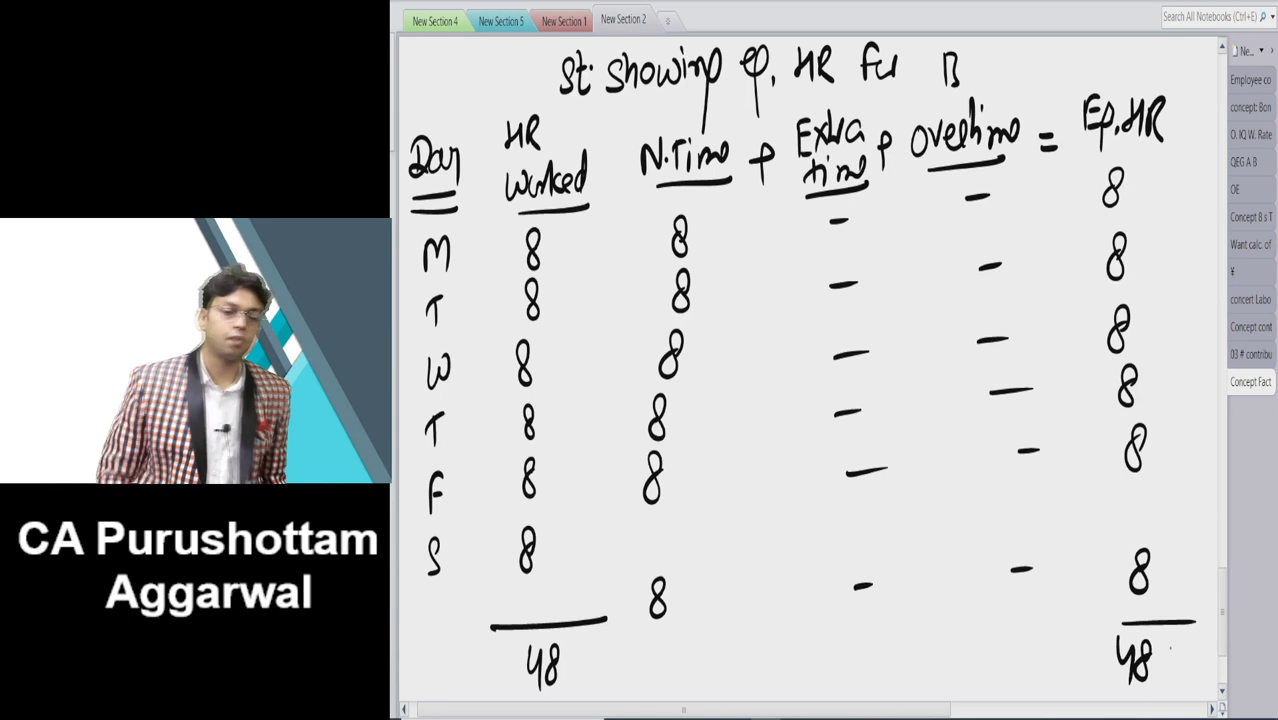 New Section 4 New Section 5 New Section 1 New Section 2
Search All Notebooks (Ctrl+E)
Ne...
Employee co
concept: Bon
O. IQ W. Rate
QEG A B
OE
Concept 8 s T
Want calc. of
¥
concert Labo
Concept cont
03 # contribu
Concept Fact
St. Showing HR For B
Day HR Worked N.Time + Extra time + Overtime = HR
M 8 8 - - 8
T 8 8 - - 8
W 8 8 - - 8
T 8 8 - - 8
F 8 8 - - 8
S 8 8 - - 8
48 48
CA Purushottam
Aggarwal